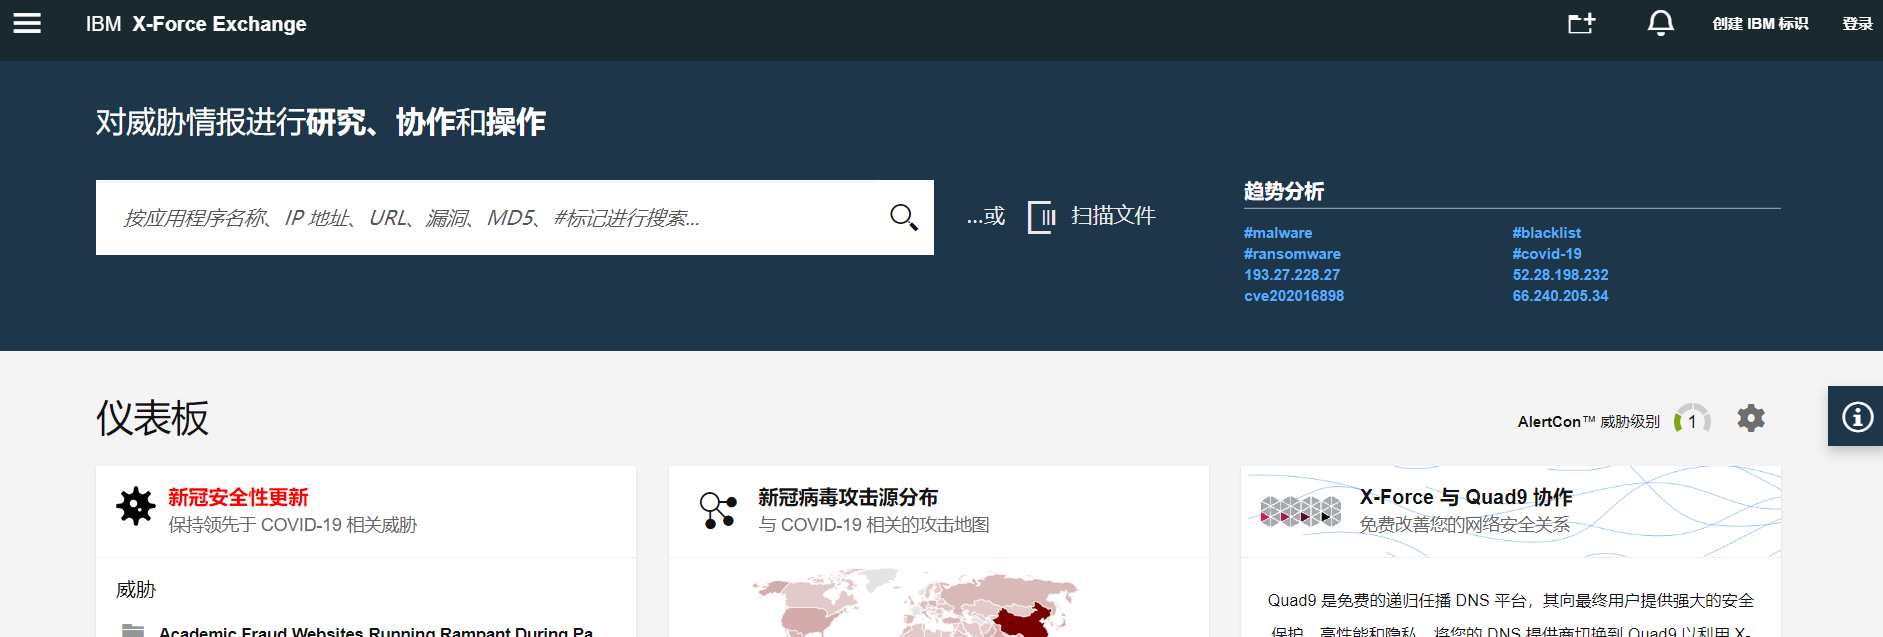 IBM X-Force Exchange
创建 IBM 标识
登录
对威胁情报进行研究、协作和操作
按应用程序名称、IP 地址、URL、漏洞、MD5、#标记进行搜索...
...或
扫描文件
趋势分析
#malware
#blacklist
#ransomware
#covid-19
193.27.228.27
52.28.198.232
cve202016898
66.240.205.34
仪表板
AlertCon™ 威胁级别
1
新冠安全性更新
保持领先于 COVID-19 相关威胁
威胁
Academic Fraud Websites Running Rampant During Pa
新冠病毒攻击源分布
与 COVID-19 相关的攻击地图
X-Force 与 Quad9 协作
免费改善您的网络安全关系
Quad9 是免费的递归任播 DNS 平台，其向最终用户提供强大的安全
保护、高性能和隐私。将您的 DNS 提供商切换到 Quad9 以利用 X-